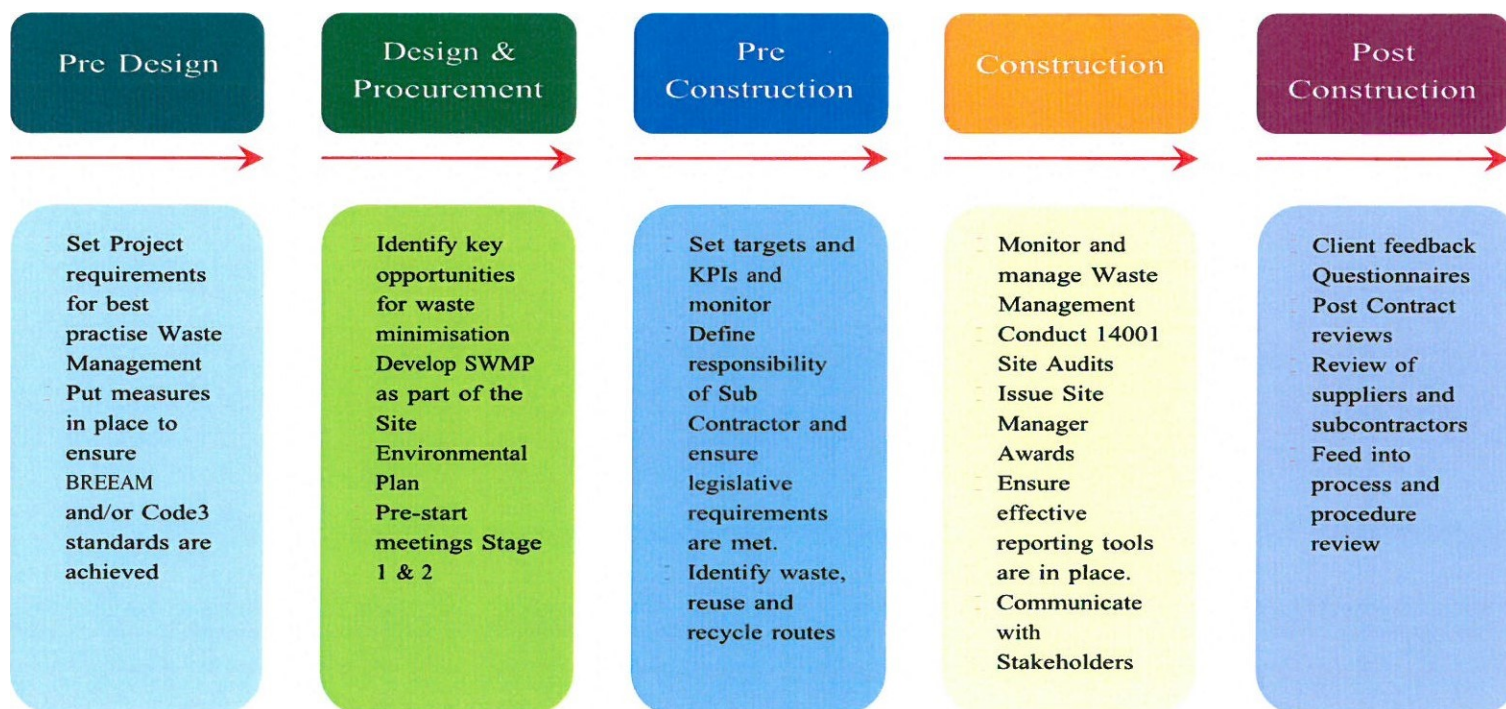 Pre Design
Design &
Procurement
Pre
Construction
Construction
Post
Construction
Set Project
requirements
for best
practise Waste
Management
Put measures
in place to
ensure
BREEAM
and/or Code3
standards are
achieved
Identify key
opportunities
for waste
minimisation
Develop SWMP
as part of the
Site
Environmental
Plan
Pre-start
meetings Stage
1 & 2
Set targets and
KPIs and
monitor
Define
responsibility
of Sub
Contractor and
ensure
legislative
requirements
are met.
Identify waste,
reuse and
recycle routes
Monitor and
manage Waste
Management
Conduct 14001
Site Audits
Issue Site
Manager
Awards
Ensure
effective
reporting tools
are in place.
Communicate
with
Stakeholders
Client feedback
Questionnaires
Post Contract
reviews
Review of
suppliers and
subcontractors
Feed into
process and
procedure
review